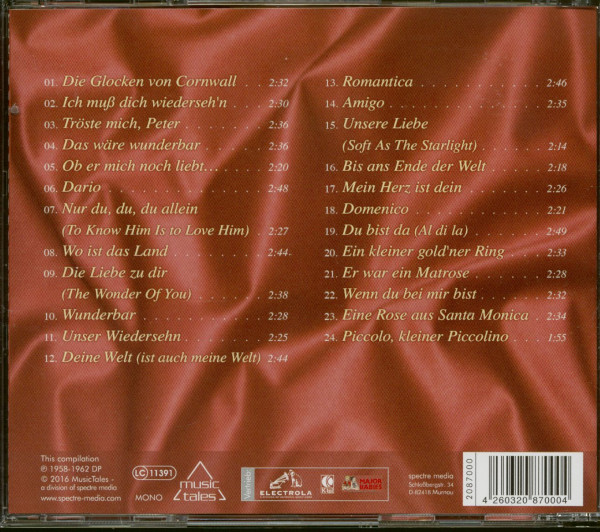 01. Die Glocken von Cornwall . . . 2:32
02. Ich muß dich wiederseh'n . . . . 2:30
03. Tröste mich, Peter . . . . . . . . . . 2:36
04. Das wäre wunderbar . . . . . . . . 2:36
05. Ob er mich noch liebt... . . . . . . 2:20
06. Dario . . . . . . . . . . . . . . . . . 2:48
07. Nur du, du, du allein
(To Know Him Is to Love Him) . . 2:27
08. Wo ist das Land . . . . . . . . . . . 2:44
09. Die Liebe zu dir
(The Wonder Of You) . . . . . . . 2:38
10. Wunderbar . . . . . . . . . . . . . 2:28
11. Unser Wiedersehn . . . . . . . . . 2:25
12. Deine Welt (ist auch meine Welt) 2:44
13. Romantica . . . . . . . . . . . . . 2:46
14. Amigo . . . . . . . . . . . . . . . . 2:35
15. Unsere Liebe
(Soft As The Starlight) . . . . . . . 2:14
16. Bis ans Ende der Welt . . . . . . . 2:18
17. Mein Herz ist dein . . . . . . . . . 2:26
18. Domenico . . . . . . . . . . . . . . 2:21
19. Du bist da (Al di la) . . . . . . . . 2:49
20. Ein kleiner gold'ner Ring . . . . . 2:33
21. Er war ein Matrose . . . . . . . . . 2:28
22. Wenn du bei mir bist . . . . . . . . 2:32
23. Eine Rose aus Santa Monica . . 2:34
24. Piccolo, kleiner Piccolino . . . . . 1:55
This compilation
℗ 1958-1962 DP
© 2016 MusicTales -
a division of spectre media
www.spectre-media.com
LC 11391
MONO
music
tales
ELECTROLA
MAJOR
BABIES
spectre media
Schloßbergstr. 34
D-82418 Murnau
2087000
4 260320 870004